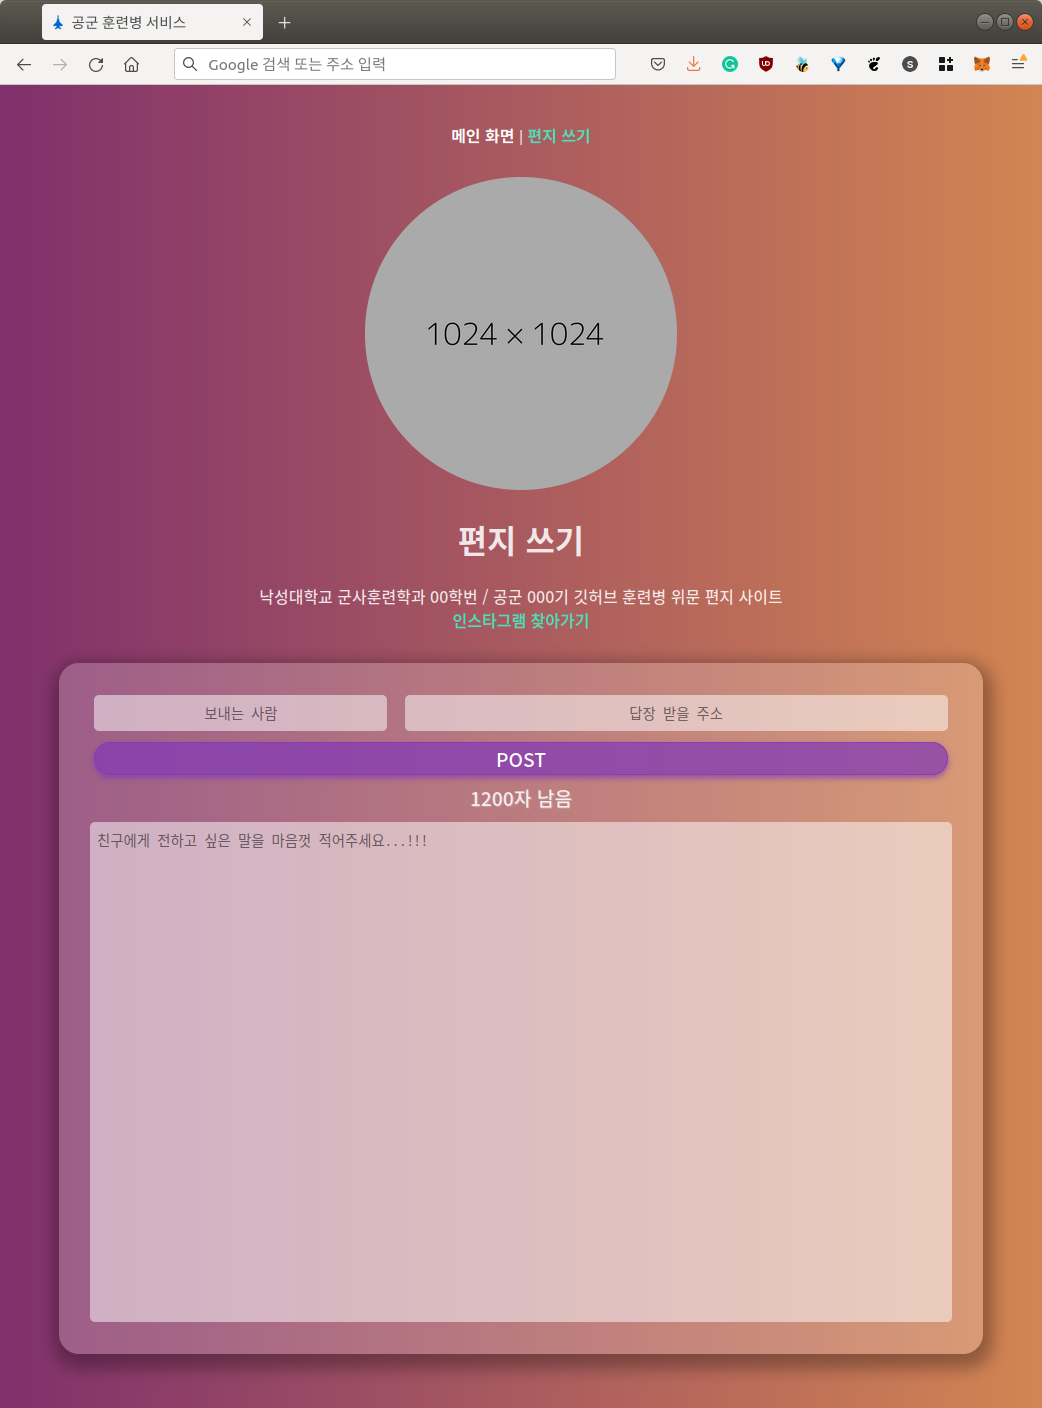 공군 훈련병 서비스
Google 검색 또는 주소 입력
메인 화면 | 편지 쓰기
1024 × 1024
편지 쓰기
낙성대학교 군사훈련학과 00학번 / 공군 000기 깃허브 훈련병 위문 편지 사이트
인스타그램 찾아가기
보내는 사람 답장 받을 주소
POST
1200자 남음
친구에게 전하고 싶은 말을 마음껏 적어주세요...!!!